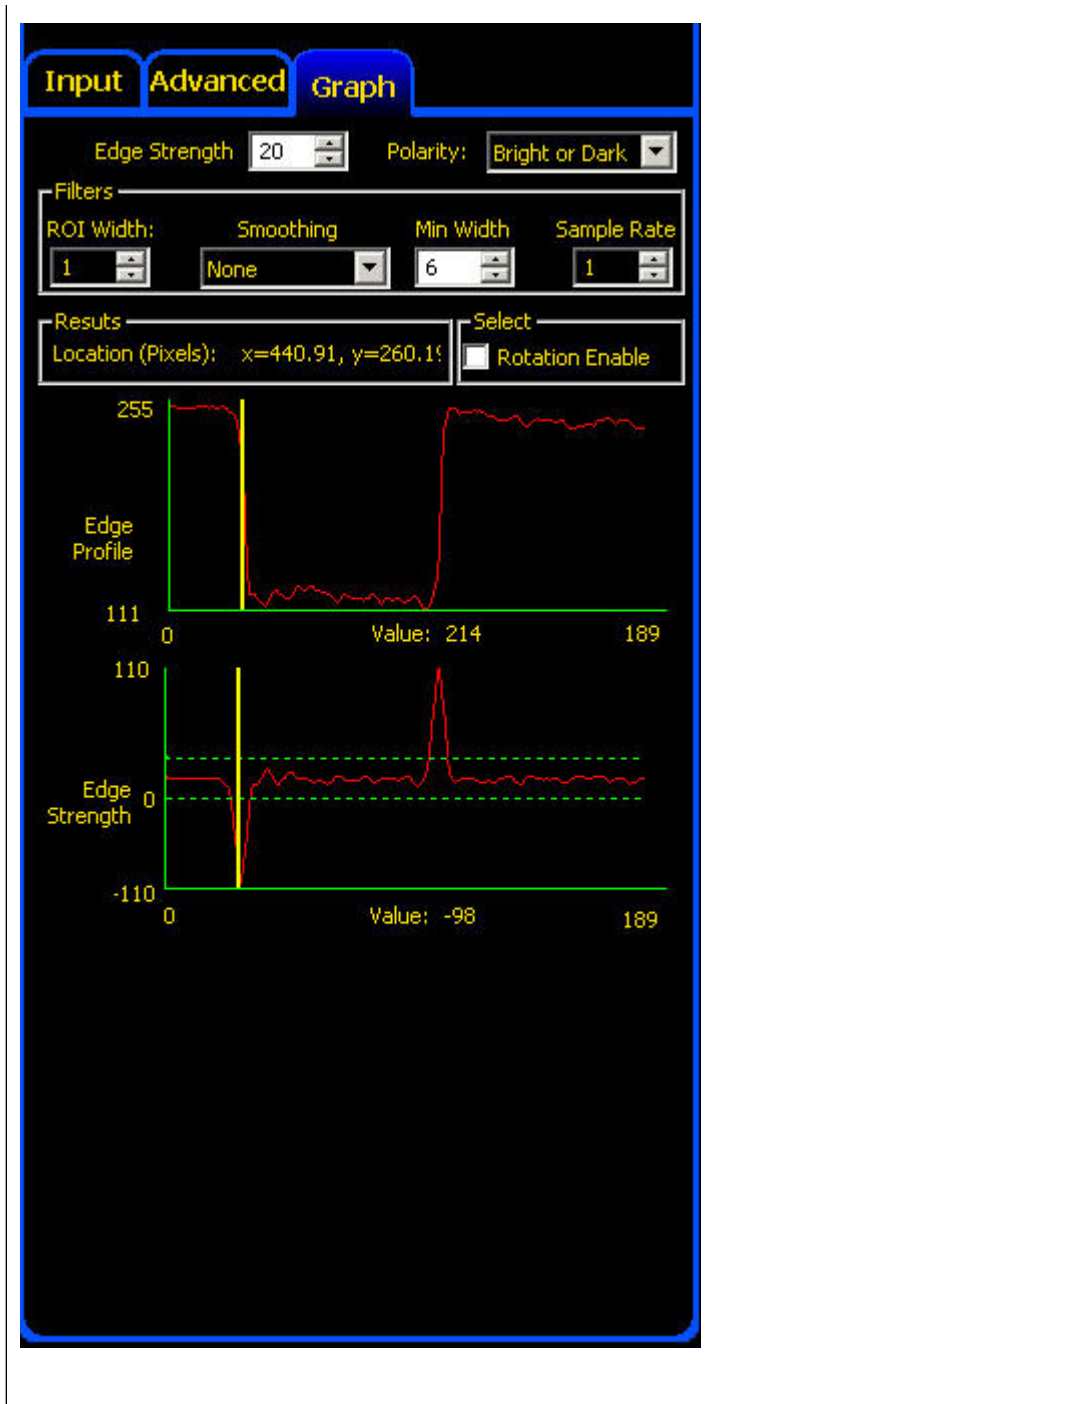 Input Advanced Graph
Edge Strength 20 Polarity: Bright or Dark
Filters
ROI Width: Smoothing Min Width Sample Rate
1 None 6 1
Resuts Select
Location (Pixels): x=440.91, y=260.19 Rotation Enable
255
Edge
Profile
111
0 Value: 214 189
110
Edge
Strength
0
-110
0 Value: -98 189